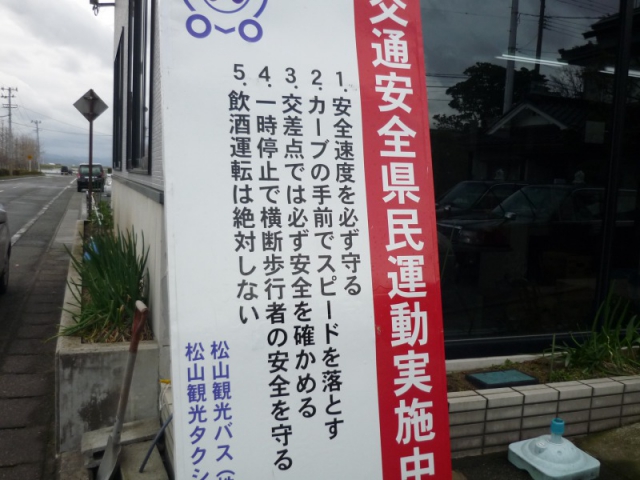 交通安全県民運動実施中
1. 安全速度を必ず守る
2. カーブの手前でスピードを落とす
3. 交差点では必ず安全を確かめる
4. 一時停止で横断歩行者の安全を守る
5. 飲酒運転は絶対しない
松山観光バス
松山観光タクシ